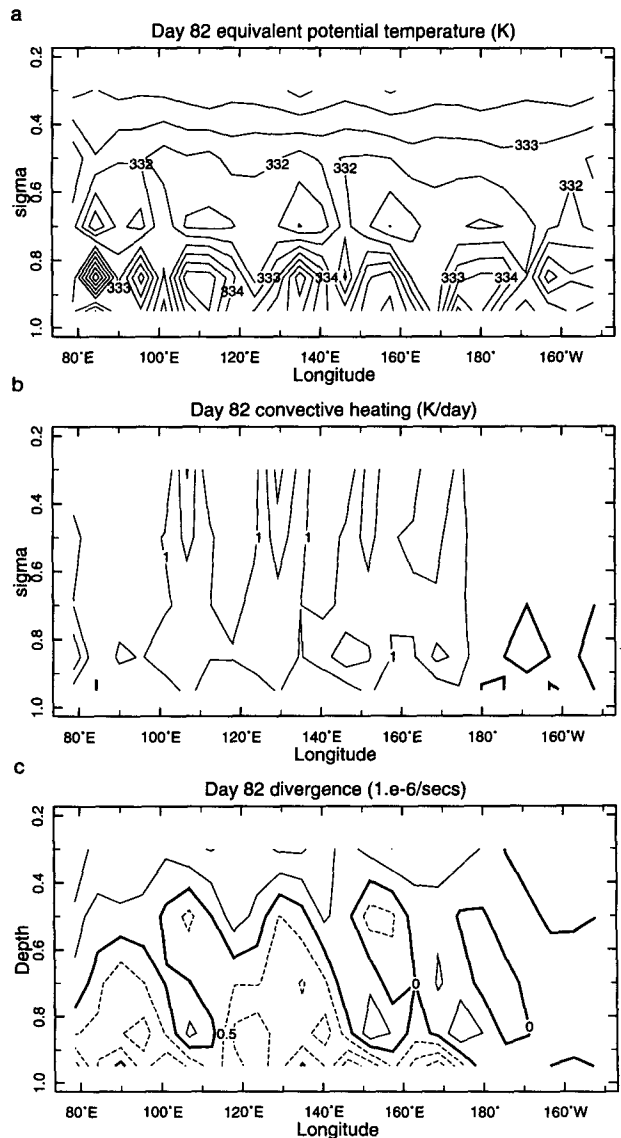 a
Day 82 equivalent potential temperature (K)
0.2
0.4
333
332 332 332
0.6
sigma
0.8
333 334 333 334 333 334
1.0
80°E 100°E 120°E 140°E 160°E 180° 160°W
Longitude
b
Day 82 convective heating (K/day)
0.2
0.4
1 1 1
0.6
sigma
0.8
1
1.0
80°E 100°E 120°E 140°E 160°E 180° 160°W
Longitude
c
Day 82 divergence (1.e-6/secs)
0.2
0.4
0.6
Depth
0
0.8
0.5 0
1.0
80°E 100°E 120°E 140°E 160°E 180° 160°W
Longitude